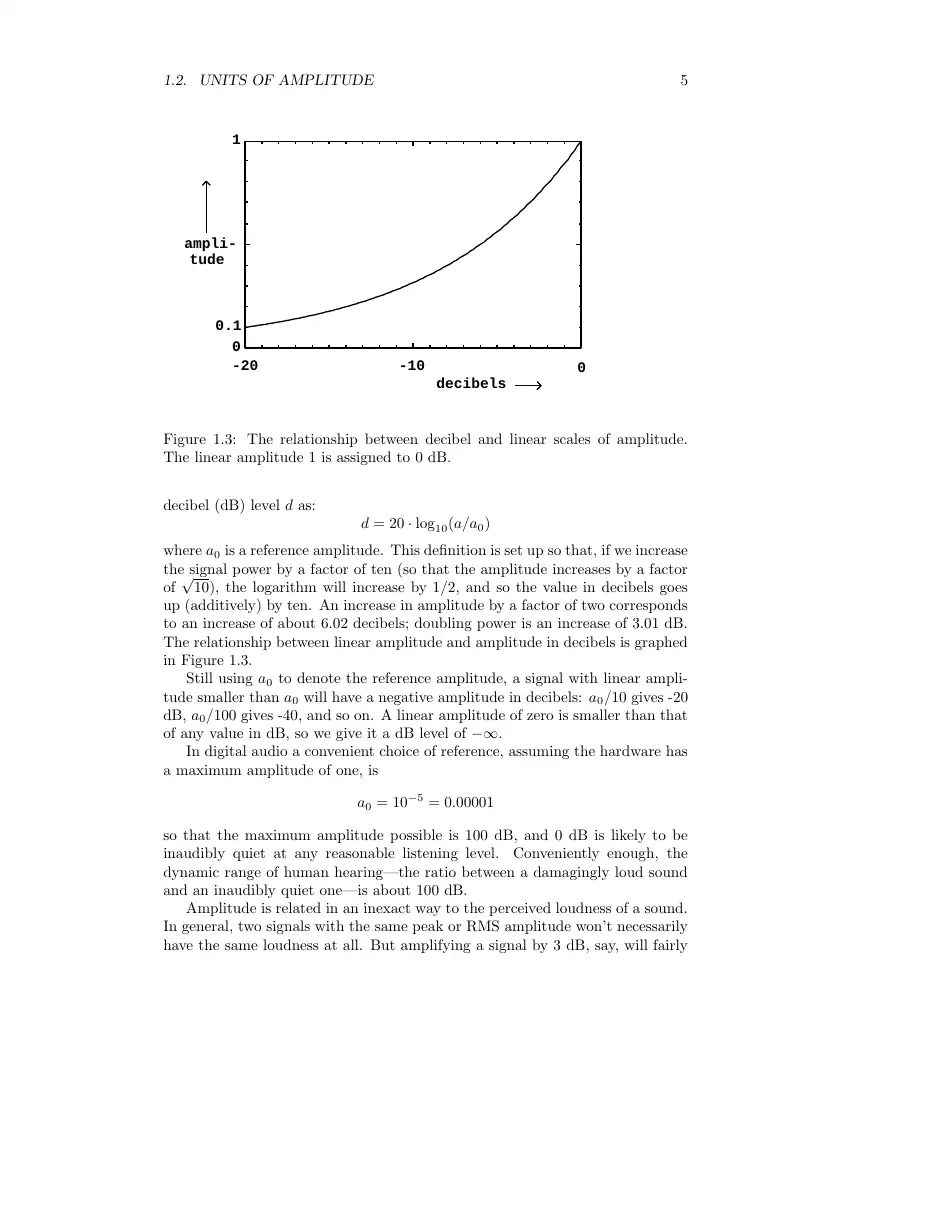 1.2. UNITS OF AMPLITUDE 5
1
ampli-
tude
0.1
0
-20 -10 0
decibels
Figure 1.3: The relationship between decibel and linear scales of amplitude.
The linear amplitude 1 is assigned to 0 dB.
decibel (dB) level d as:
d = 20 · log₁₀(a/a₀)
where a₀ is a reference amplitude. This definition is set up so that, if we increase
the signal power by a factor of ten (so that the amplitude increases by a factor
of √10), the logarithm will increase by 1/2, and so the value in decibels goes
up (additively) by ten. An increase in amplitude by a factor of two corresponds
to an increase of about 6.02 decibels; doubling power is an increase of 3.01 dB.
The relationship between linear amplitude and amplitude in decibels is graphed
in Figure 1.3.
Still using a₀ to denote the reference amplitude, a signal with linear ampli-
tude smaller than a₀ will have a negative amplitude in decibels: a₀/10 gives -20
dB, a₀/100 gives -40, and so on. A linear amplitude of zero is smaller than that
of any value in dB, so we give it a dB level of −∞.
In digital audio a convenient choice of reference, assuming the hardware has
a maximum amplitude of one, is
a₀ = 10⁻⁵ = 0.00001
so that the maximum amplitude possible is 100 dB, and 0 dB is likely to be
inaudibly quiet at any reasonable listening level. Conveniently enough, the
dynamic range of human hearing—the ratio between a damagingly loud sound
and an inaudibly quiet one—is about 100 dB.
Amplitude is related in an inexact way to the perceived loudness of a sound.
In general, two signals with the same peak or RMS amplitude won't necessarily
have the same loudness at all. But amplifying a signal by 3 dB, say, will fairly